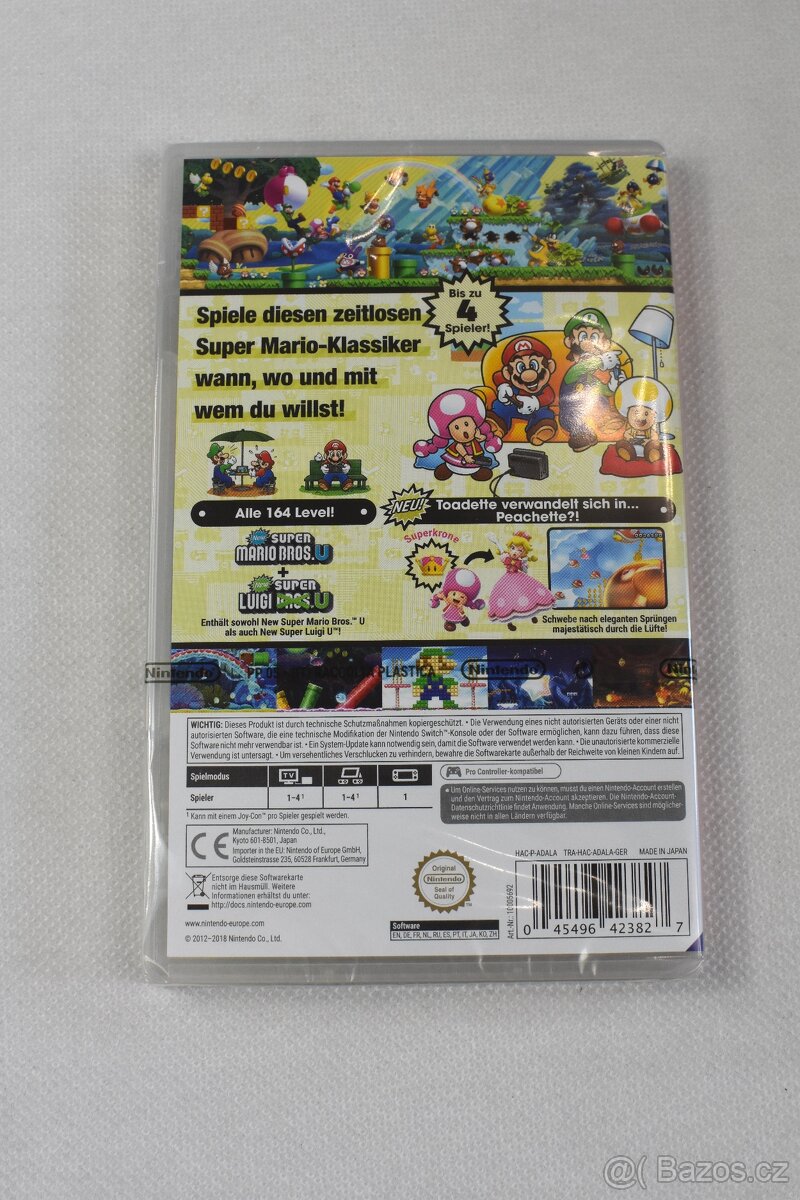 Bis zu
4
Spieler!
Spiele diesen zeitlosen
Super Mario-Klassiker
wann, wo und mit
wem du willst!
Alle 164 Level!
NEU!
Toadette verwandelt sich in...
Peachette?!
New SUPER
MARIO BROS. U
+
New SUPER
LUIGI BROS. U
Enthält sowohl New Super Mario Bros.™ U
als auch New Super Luigi U™!
Superkrone
Schwebe nach eleganten Sprüngen
majestätisch durch die Lüfte!
Nintendo
RACCOLTA PLASTICA
Nintendo
WICHTIG: Dieses Produkt ist durch technische Schutzmaßnahmen kopiergeschützt. • Die Verwendung eines nicht autorisierten Geräts oder einer nicht
autorisierten Software, die eine technische Modifikation der Nintendo Switch™-Konsole oder der Software ermöglichen, kann dazu führen, dass diese
Software nicht mehr verwendbar ist. • Ein System-Update kann notwendig sein, damit die Software verwendet werden kann. • Die unautorisierte kommerzielle
Verwendung ist untersagt. • Um versehentliches Verschlucken zu verhindern, bewahre die Softwarekarte außerhalb der Reichweite von kleinen Kindern auf.
Spielmodus TV
Spieler 1-4¹ 1-4¹ 1
¹ Kann mit einem Joy-Con™ pro Spieler gespielt werden.
Pro Controller-kompatibel
• Um Online-Services nutzen zu können, musst du einen Nintendo-Account erstellen
und den Vertrag zum Nintendo-Account akzeptieren. Die Nintendo-Account-
Datenschutzrichtlinie findet Anwendung. Manche Online-Services sind möglicher-
weise nicht in allen Ländern verfügbar.
CE
Manufacturer: Nintendo Co., Ltd.,
Kyoto 601-8501, Japan
Importer in the EU: Nintendo of Europe GmbH,
Goldsteinstrasse 235, 60528 Frankfurt, Germany
Entsorge diese Softwarekarte
nicht im Hausmüll. Weitere
Informationen erhältst du unter:
http://docs.nintendo-europe.com
www.nintendo-europe.com
© 2012-2018 Nintendo Co., Ltd.
Original
Nintendo
Seal of
Quality
Software
EN, DE, FR, NL, RU, ES, PT, IT, JA, KO, ZH
HAC-P-ADALA TRA-HAC-ADALA-GER MADE IN JAPAN
Art.-Nr.: 10005692
0 45496 42382 7
@( Bazoš.cz